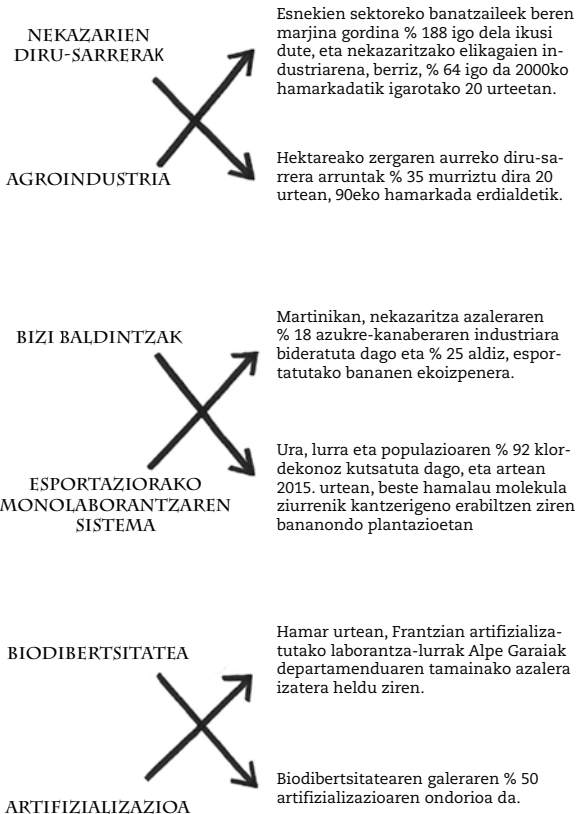 NEKAZARIEN
DIRU-SARRERAK
Esnekien sektoreko banatzaileek beren
marjina gordina % 188 igo dela ikusi
dute, eta nekazaritzako elikagaien in-
dustriarena, berriz, % 64 igo da 2000ko
hamarkadatik igarotako 20 urteetan.
AGROINDUSTRIA
Hektareako zergaren aurreko diru-sa-
rrera arruntak % 35 murriztu dira 20
urtean, 90eko hamarkada erdialdetik.
BIZI BALDINTZAK
Martinikan, nekazaritza azaleraren
% 18 azukre-kanaberaren industriara
bideratuta dago eta % 25 aldiz, espor-
tatutako bananen ekoizpenera.
ESPORTAZIORAKO
MONOLABORANTZAREN
SISTEMA
Ura, lurra eta populazioaren % 92 klor-
dekonoz kutsatuta dago, eta artean
2015. urtean, beste hamalau molekula
ziurrenik kantzerigeno erabiltzen ziren
bananondo plantazioetan
BIODIBERTSITATEA
Hamar urtean, Frantzian artifizializa-
tutako laborantza-lurrak Alpe Garaiak
departamenduaren tamainako azalera
izatera heldu ziren.
ARTIFIZIALIZAZIOA
Biodibertsitatearen galeraren % 50
artifizializazioaren ondorioa da.